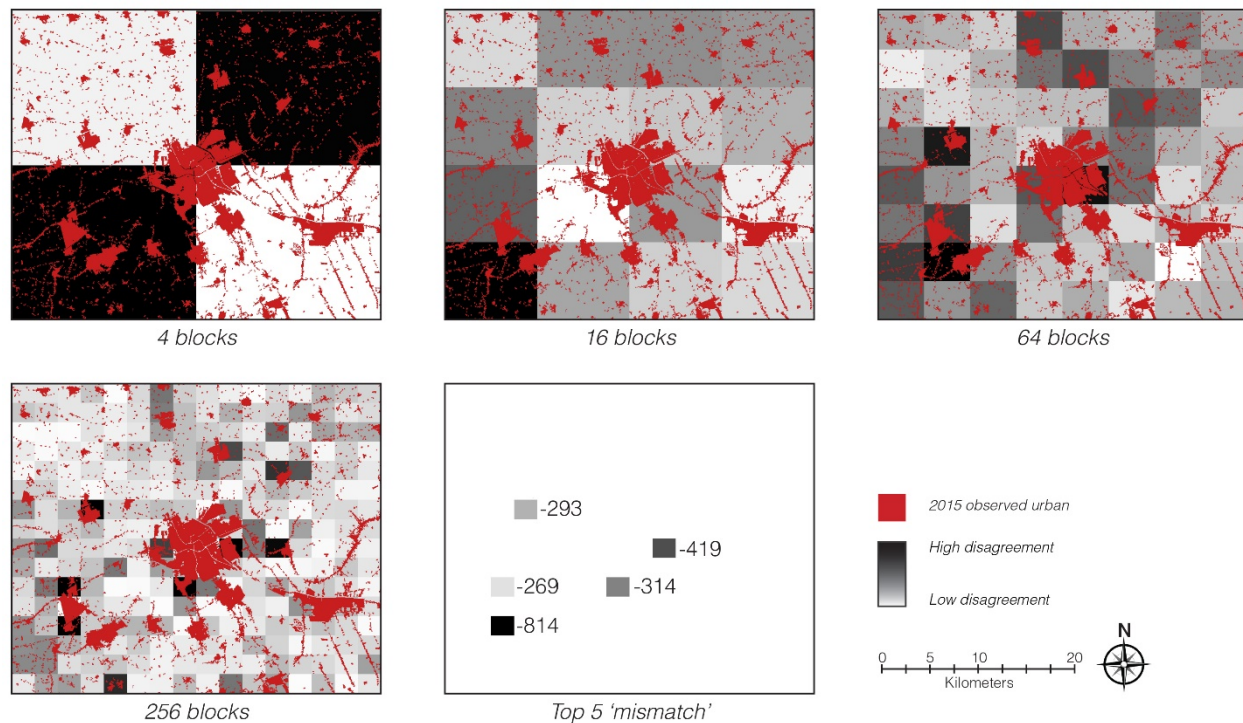 4 blocks
16 blocks
64 blocks
-293
-419
-269
-314
-814
2015 observed urban
High disagreement
Low disagreement
N
0 5 10 20
Kilometers
256 blocks
Top 5 ‘mismatch’